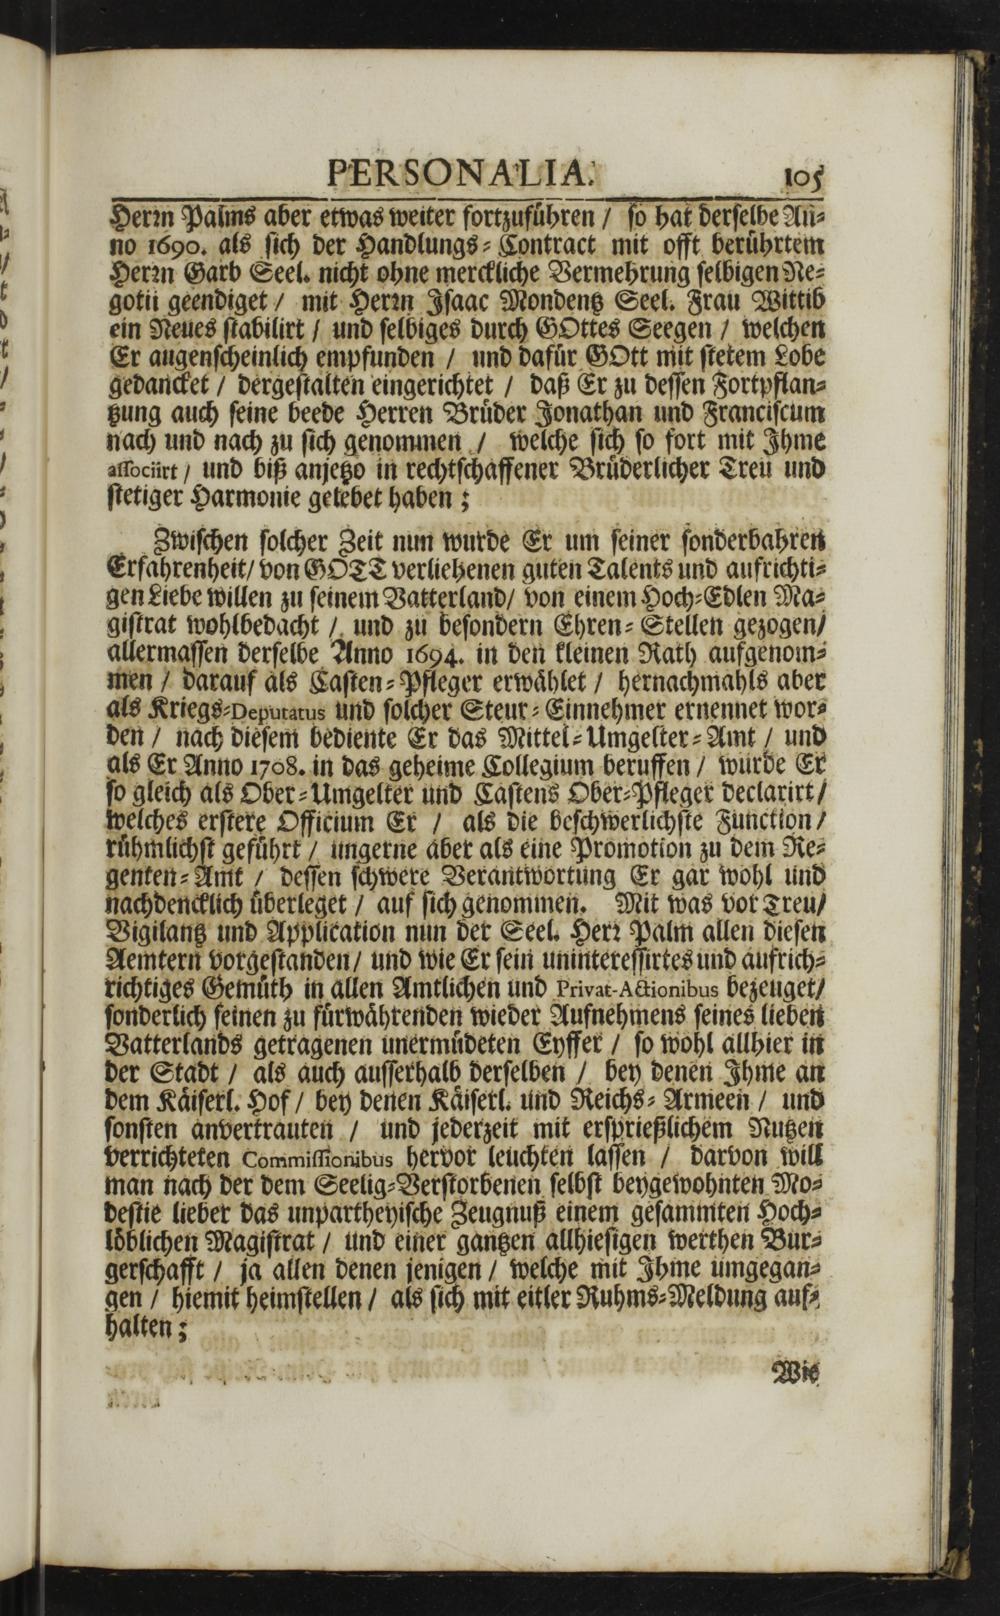 PERSONALIA. 105
Herrn Palms aber etwas weiter fortzuführen / so hat derselbe An-
no 1690. als sich der Handlungs-Contract mit offt berührtem
Herrn Garb Seel. nicht ohne merckliche Vermehrung selbigen Ne-
gotii geendiget / mit Herrn Isaac Mondentz Seel. Frau Wittib
ein Neues stabilirt / und selbiges durch GOttes Seegen / welchen
Er augenscheinlich empfunden / und dafür GOtt mit stetem Lobe
gedancket / dergestalten eingerichtet / daß Er zu dessen Fortpflan-
tzung auch seine beede Herren Brüder Jonathan und Franciscum
nach und nach zu sich genommen / welche sich so fort mit Ihme
associirt / und biß anjetzo in rechtschaffener Brüderlicher Treu und
stetiger Harmonie gelebet haben ;
Zwischen solcher Zeit nun wurde Er um seiner sonderbahren
Erfahrenheit / von GOTT verliehenen guten Talents und aufrichti-
gen Liebe willen zu seinem Vatterland / von einem Hoch-Edlen Ma-
gistrat wohlbedacht / und zu besondern Ehren-Stellen gezogen /
allermassen derselbe Anno 1694. in den kleinen Rath aufgenom-
men / darauf als Casten-Pfleger erwählet / hernachmahls aber
als Kriegs-Deputatus und solcher Steur-Einnehmer ernennet wor-
den / nach diesem bediente Er das Mittel-Umgelter-Amt / und
als Er Anno 1708. in das geheime Collegium beruffen / wurde Er
so gleich als Ober-Umgelter und Castens Ober-Pfleger declarirt /
welches erstere Officium Er / als die beschwerlichste Function /
rühmlichst geführt / ungerne aber als eine Promotion zu dem Re-
genten-Amt / dessen schwere Verantwortung Er gar wohl und
nachdencklich überleget / auf sich genommen. Mit was vor Treu /
Vigilantz und Application nun der Seel. Herr Palm allen diesen
Aemtern vorgestanden / und wie Er sein uninteressirtes und aufrich-
richtiges Gemüth in allen Amtlichen und Privat-Actionibus bezeuget /
sonderlich seinen zu fürwährenden wieder Aufnehmens seines lieben
Vatterlands getragenen unermüdeten Eyffer / so wohl allhier in
der Stadt / als auch ausserhalb derselben / bey denen Ihme an
dem Käiserl. Hof / bey denen Käiserl. und Reichs-Armeen / und
sonsten anvertrauten / und jederzeit mit ersprießlichem Nutzen
verrichteten Commissionibus hervor leuchten lassen / darvon will
man nach der dem Seelig-Verstorbenen selbst beygewohnten Mo-
destie lieber das unpartheyische Zeugnuß einem gesammten Hoch-
löblichen Magistrat / und einer gantzen allhiesigen werthen Bur-
gerschafft / ja allen denen jenigen / welche mit Ihme umgegan-
gen / hiemit heimstellen / als sich mit eitler Ruhms-Meldung auf-
halten ;
Wie